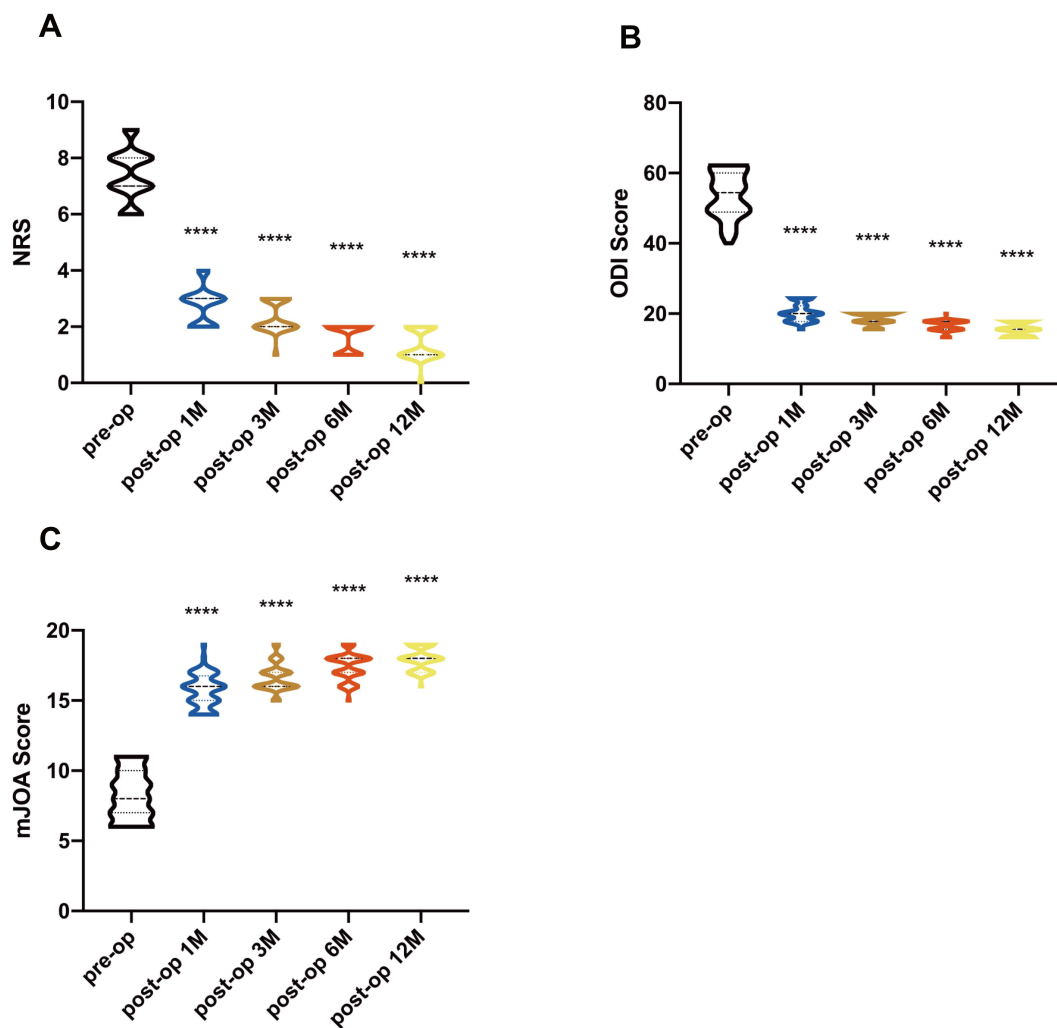 A
NRS
10
8
6
4
2
0
**** **** **** ****
pre-op
post-op 1M
post-op 3M
post-op 6M
post-op 12M
B
ODI Score
80
60
40
20
0
**** **** **** ****
pre-op
post-op 1M
post-op 3M
post-op 6M
post-op 12M
C
mJOA Score
20
15
10
5
0
**** **** **** ****
pre-op
post-op 1M
post-op 3M
post-op 6M
post-op 12M